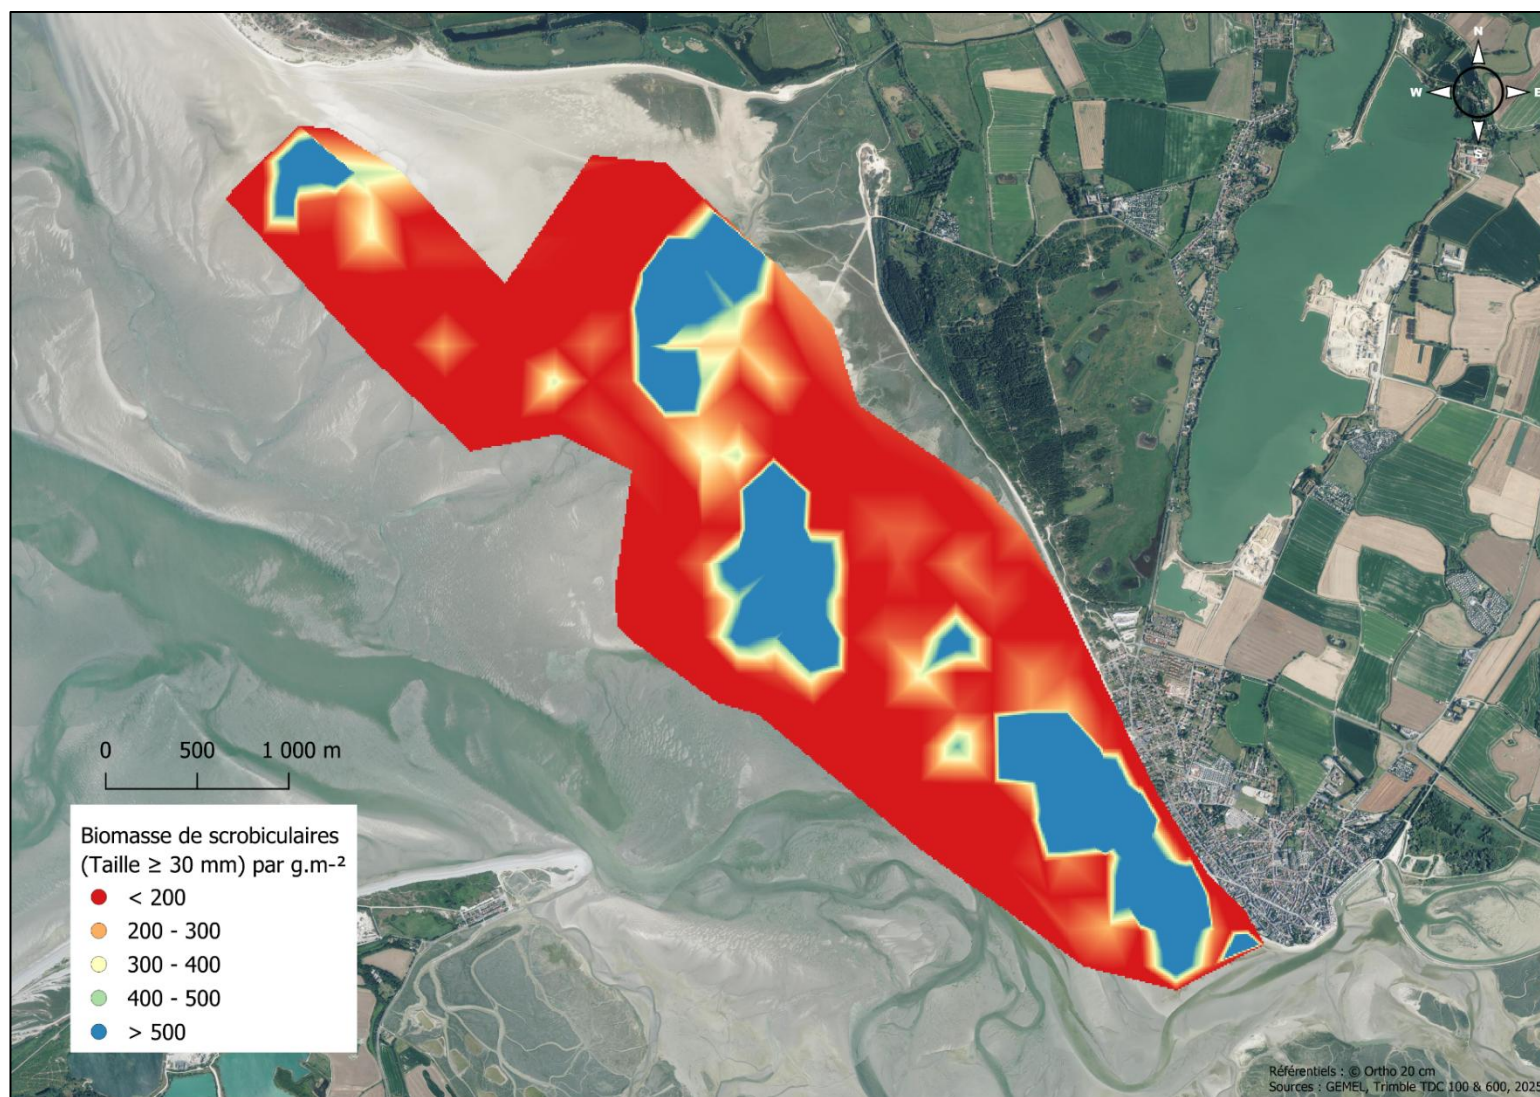 N
W E
S
0 500 1 000 m
Biomasse de scrobiculaires
(Taille ≥ 30 mm) par g.m-²
< 200
200 - 300
300 - 400
400 - 500
> 500
Référentiels : © Ortho 20 cm
Sources : GEMEL, Trimble TDC 100 & 600, 2025